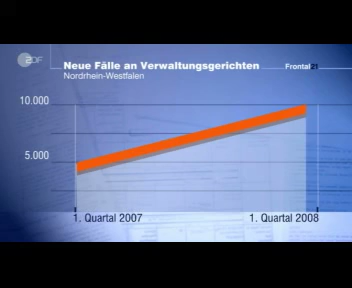 ZDF
Neue Fälle an Verwaltungsgerichten
Frontal21
Nordrhein-Westfalen
10.000
5.000
1. Quartal 2007
1. Quartal 2008